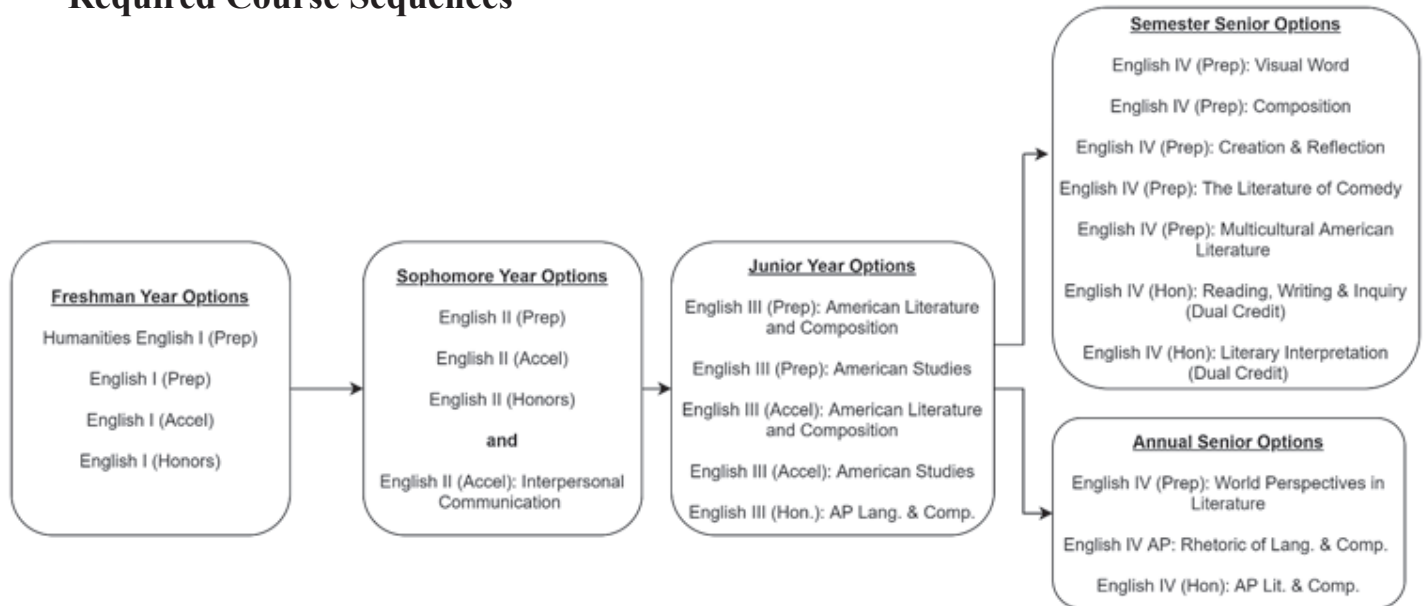 Required Course Sequences
Freshman Year Options
Humanities English I (Prep)
English I (Prep)
English I (Accel)
English I (Honors)
Sophomore Year Options
English II (Prep)
English II (Accel)
English II (Honors)
and
English II (Accel): Interpersonal
Communication
Junior Year Options
English III (Prep): American Literature
and Composition
English III (Prep): American Studies
English III (Accel): American Literature
and Composition
English III (Accel): American Studies
English III (Hon.): AP Lang. & Comp.
Semester Senior Options
English IV (Prep): Visual Word
English IV (Prep): Composition
English IV (Prep): Creation & Reflection
English IV (Prep): The Literature of Comedy
English IV (Prep): Multicultural American
Literature
English IV (Hon): Reading, Writing & Inquiry
(Dual Credit)
English IV (Hon): Literary Interpretation
(Dual Credit)
Annual Senior Options
English IV (Prep): World Perspectives in
Literature
English IV AP: Rhetoric of Lang. & Comp.
English IV (Hon): AP Lit. & Comp.